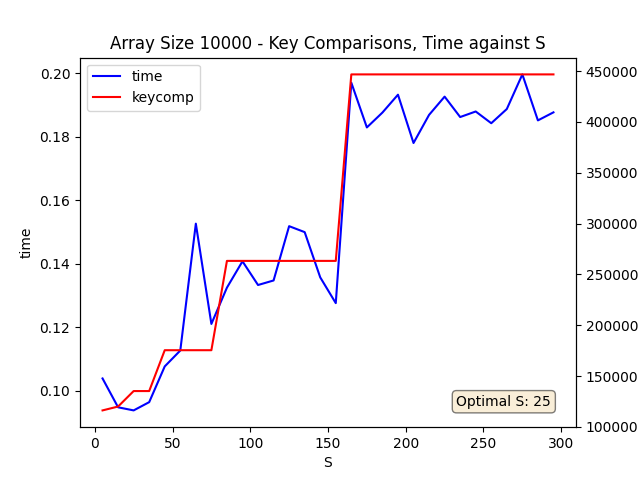 Array Size 10000 - Key Comparisons, Time against S
time
keycomp
time
0.20
0.18
0.16
0.14
0.12
0.10
450000
400000
350000
300000
250000
200000
150000
100000
Optimal S: 25
0 50 100 150 200 250 300
S